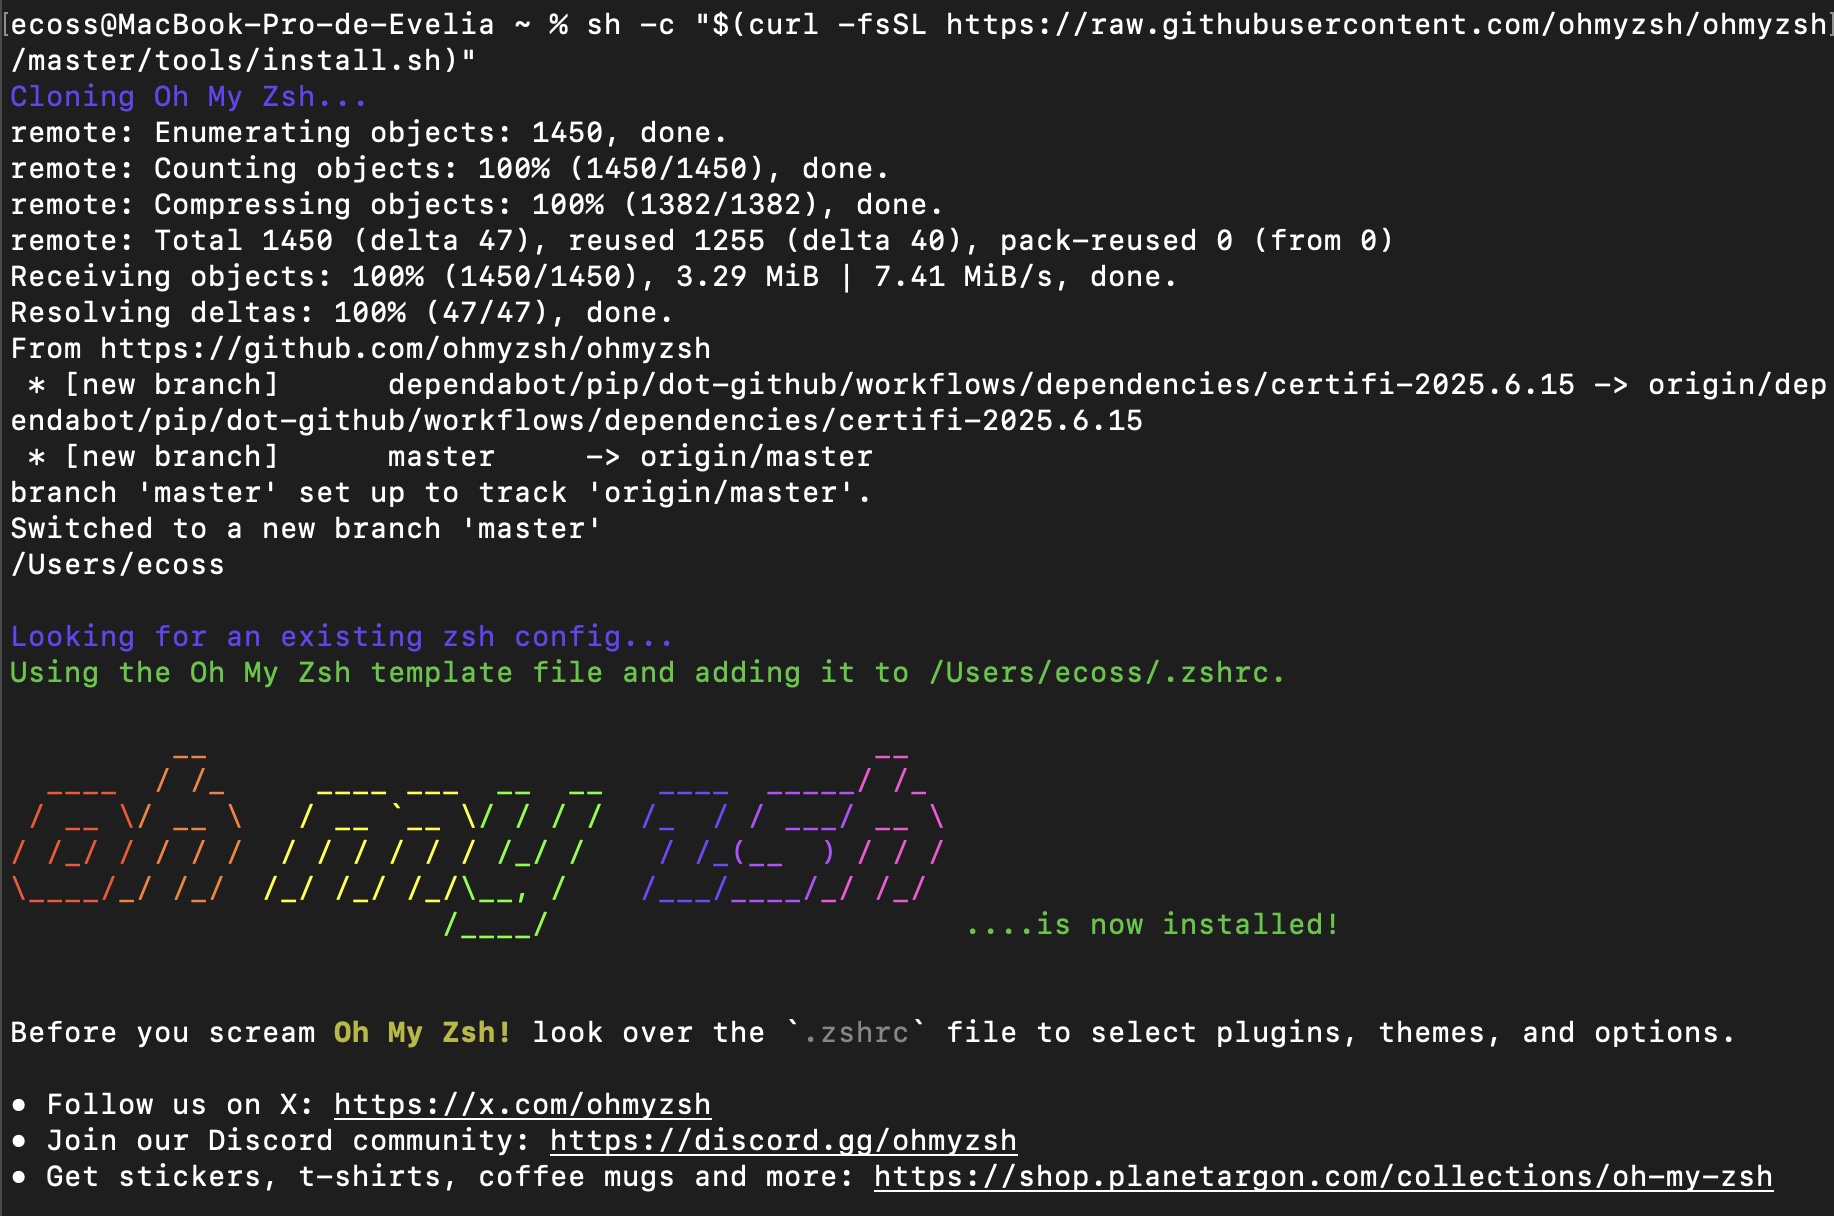 [ecoss@MacBook-Pro-de-Evelia ~ % sh -c "$(curl -fsSL https://raw.githubusercontent.com/ohmyzsh/ohmyzsh]
/master/tools/install.sh)"
Cloning Oh My Zsh...
remote: Enumerating objects: 1450, done.
remote: Counting objects: 100% (1450/1450), done.
remote: Compressing objects: 100% (1382/1382), done.
remote: Total 1450 (delta 47), reused 1255 (delta 40), pack-reused 0 (from 0)
Receiving objects: 100% (1450/1450), 3.29 MiB | 7.41 MiB/s, done.
Resolving deltas: 100% (47/47), done.
From https://github.com/ohmyzsh/ohmyzsh
 * [new branch]      dependabot/pip/dot-github/workflows/dependencies/certifi-2025.6.15 -> origin/dep
endabot/pip/dot-github/workflows/dependencies/certifi-2025.6.15
 * [new branch]      master     -> origin/master
branch 'master' set up to track 'origin/master'.
Switched to a new branch 'master'
/Users/ecoss
Looking for an existing zsh config...
Using the Oh My Zsh template file and adding it to /Users/ecoss/.zshrc.
oh my zsh
....is now installed!
Before you scream Oh My Zsh! look over the `.zshrc` file to select plugins, themes, and options.
• Follow us on X: https://x.com/ohmyzsh
• Join our Discord community: https://discord.gg/ohmyzsh
• Get stickers, t-shirts, coffee mugs and more: https://shop.planetargon.com/collections/oh-my-zsh